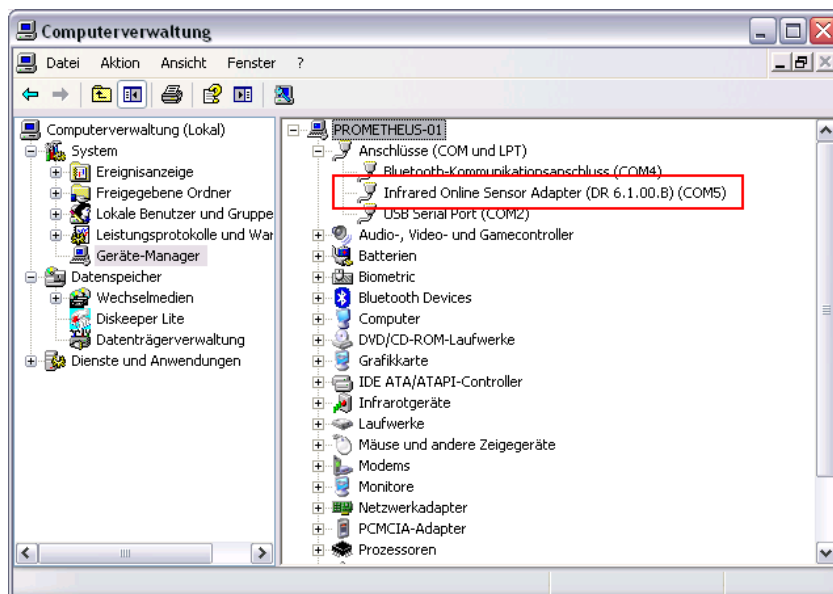 Computerverwaltung
Datei Aktion Ansicht Fenster ?
Computerverwaltung (Lokal)
System
Ereignisanzeige
Freigegebene Ordner
Lokale Benutzer und Gruppe
Leistungsprotokolle und War
Geräte-Manager
Datenspeicher
Wechselmedien
Diskeeper Lite
Datenträgerverwaltung
Dienste und Anwendungen
PROMETHEUS-01
Anschlüsse (COM und LPT)
Bluetooth-Kommunikationsanschluss (COM4)
Infrared Online Sensor Adapter (DR 6.1.00.B) (COM5)
USB Serial Port (COM2)
Audio-, Video- und Gamecontroller
Batterien
Biometric
Bluetooth Devices
Computer
DVD/CD-ROM-Laufwerke
Grafikkarte
IDE ATA/ATAPI-Controller
Infrarotgeräte
Laufwerke
Mäuse und andere Zeigegeräte
Modems
Monitore
Netzwerkadapter
PCMCIA-Adapter
Prozessoren